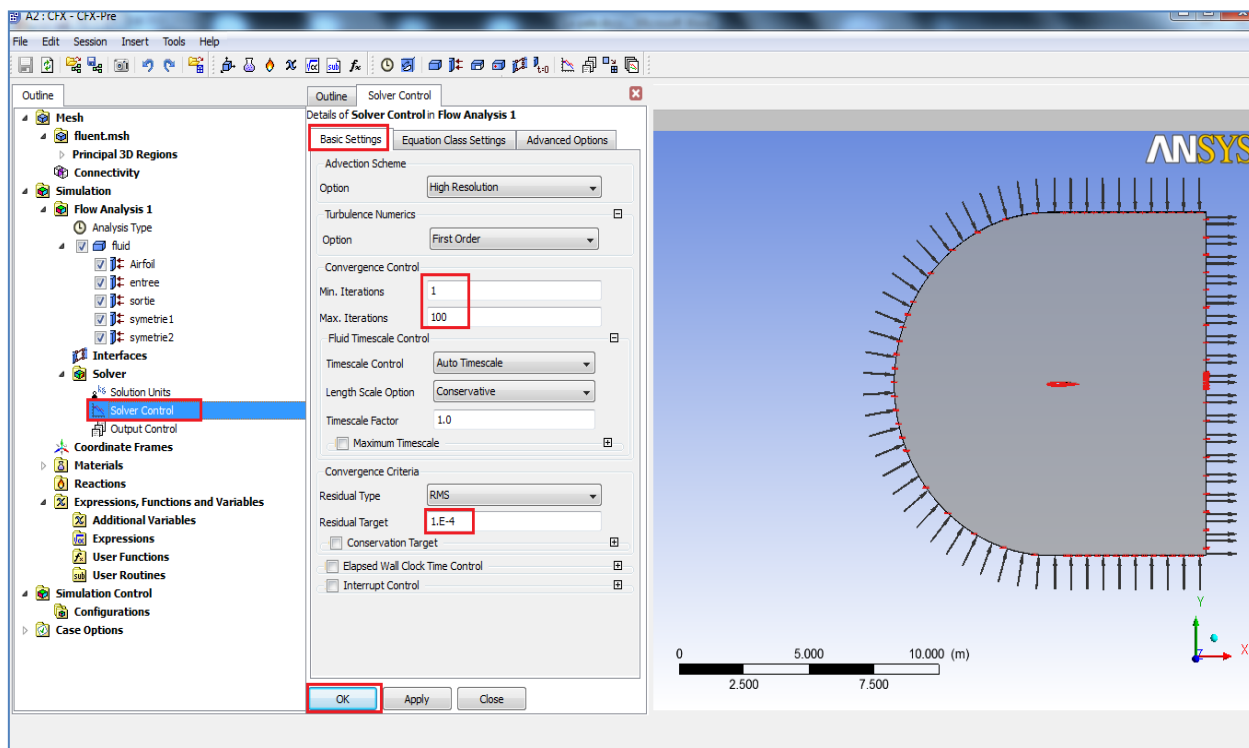 A2 : CFX - CFX-Pre
File Edit Session Insert Tools Help
Outline
Mesh
fluent.msh
Principal 3D Regions
Connectivity
Simulation
Flow Analysis 1
Analysis Type
fluid
Airfoil
entree
sortie
symetrie1
symetrie2
Interfaces
Solver
Solution Units
Solver Control
Output Control
Coordinate Frames
Materials
Reactions
Expressions, Functions and Variables
Additional Variables
Expressions
User Functions
User Routines
Simulation Control
Configurations
Case Options
Outline Solver Control
Details of Solver Control in Flow Analysis 1
Basic Settings Equation Class Settings Advanced Options
Advection Scheme
Option High Resolution
Turbulence Numerics
Option First Order
Convergence Control
Min. Iterations 1
Max. Iterations 100
Fluid Timescale Control
Timescale Control Auto Timescale
Length Scale Option Conservative
Timescale Factor 1.0
Maximum Timescale
Convergence Criteria
Residual Type RMS
Residual Target 1.E-4
Conservation Target
Elapsed Wall Clock Time Control
Interrupt Control
OK Apply Close
ANSYS
0 5.000 10.000 (m)
2.500 7.500
Y
Z X